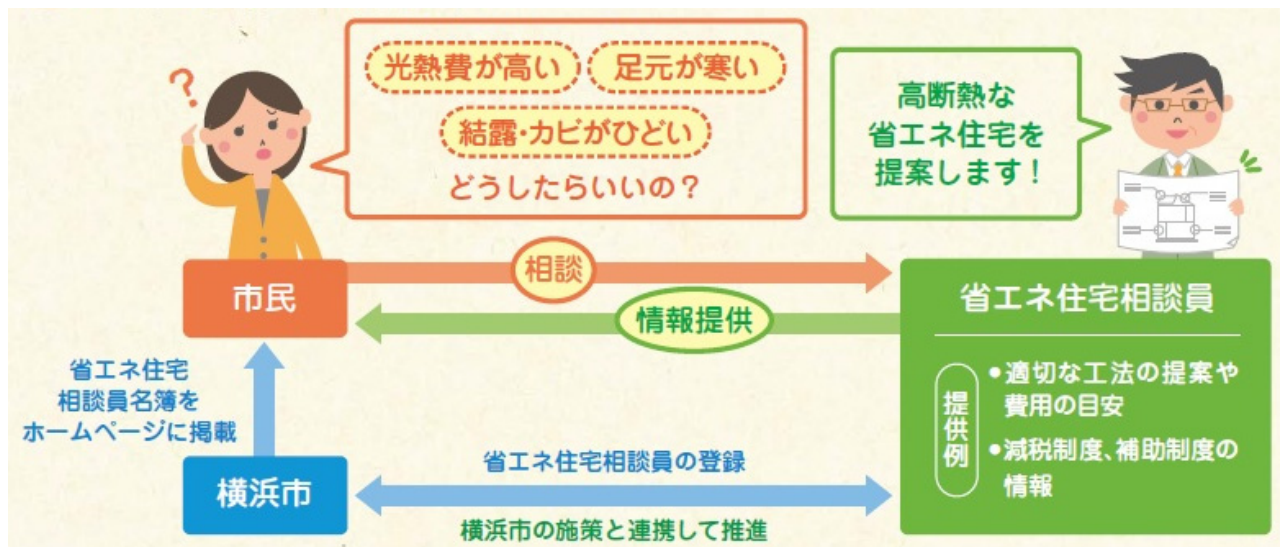 ?
光熱費が高い
足元が寒い
結露・カビがひどい
どうしたらいいの？
高断熱な
省エネ住宅を
提案します！
市民
相談
情報提供
省エネ住宅相談員
提供例
●適切な工法の提案や
費用の目安
●減税制度、補助制度の
情報
省エネ住宅
相談員名簿を
ホームページに掲載
横浜市
省エネ住宅相談員の登録
横浜市の施策と連携して推進